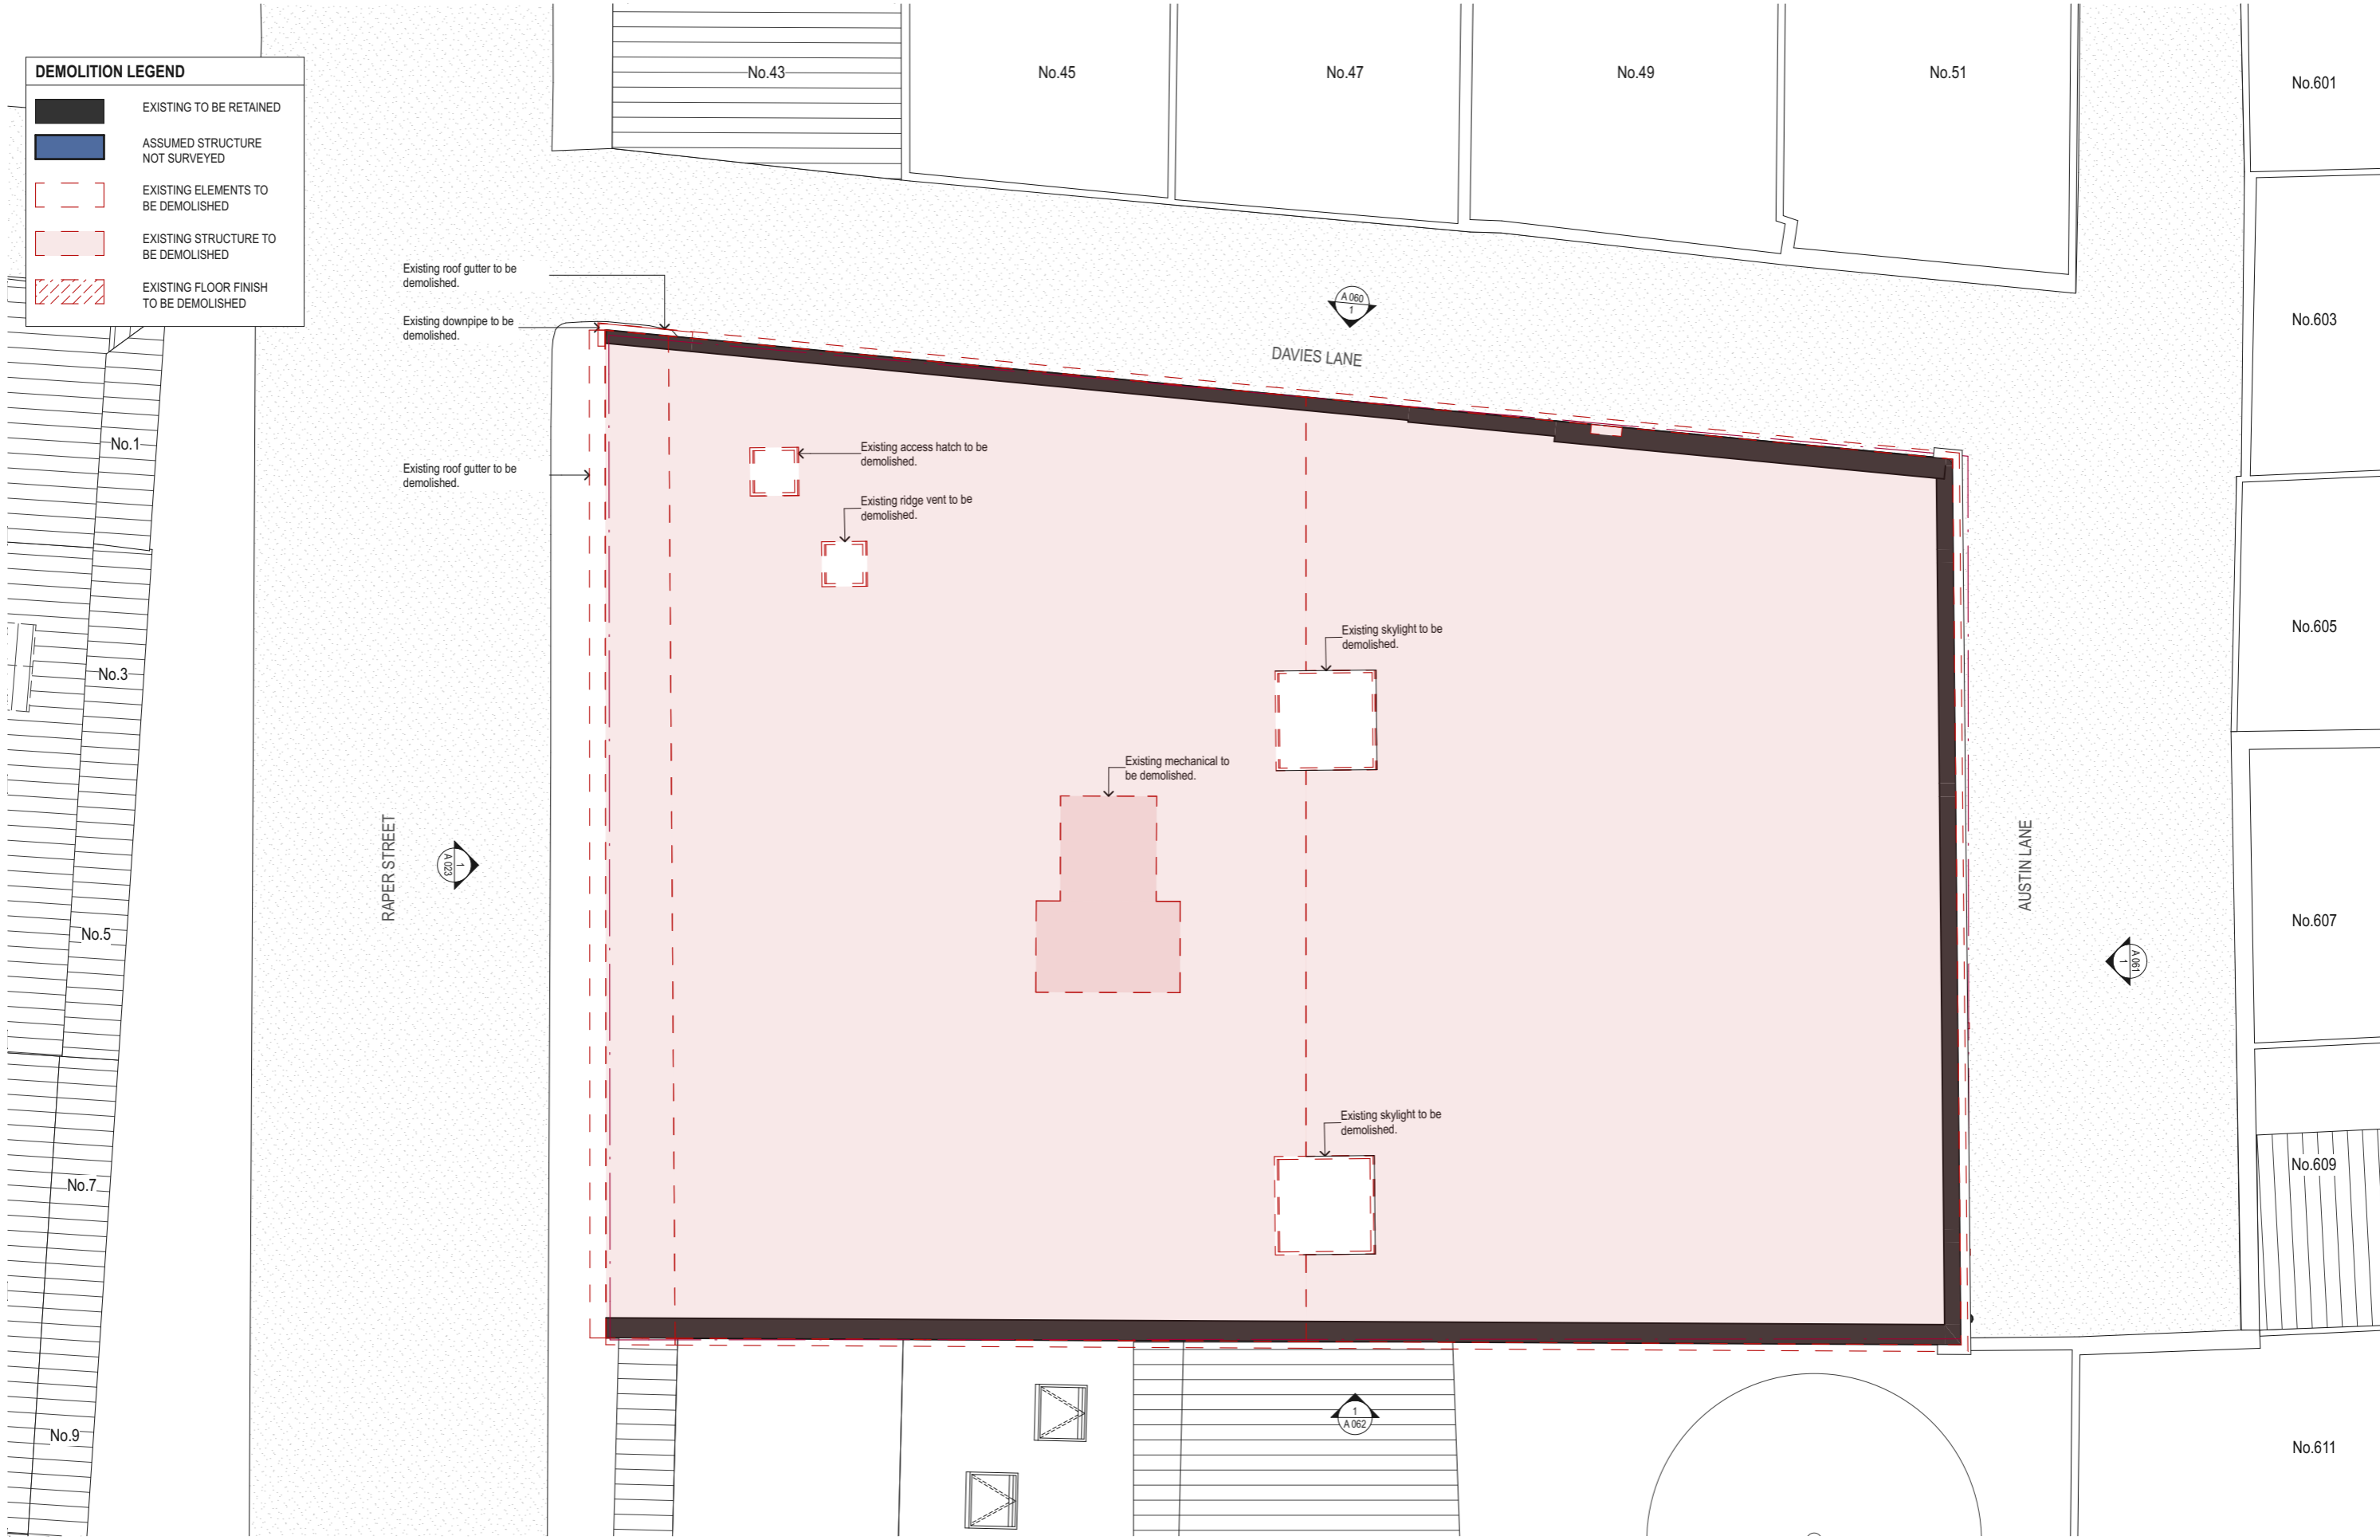 DEMOLITION LEGEND
EXISTING TO BE RETAINED
ASSUMED STRUCTURE
NOT SURVEYED
EXISTING ELEMENTS TO
BE DEMOLISHED
EXISTING STRUCTURE TO
BE DEMOLISHED
EXISTING FLOOR FINISH
TO BE DEMOLISHED
No.43
No.45
No.47
No.49
No.51
No.601
No.603
No.605
No.607
No.609
No.611
No.1
No.3
No.5
No.7
No.9
Existing roof gutter to be
demolished.
Existing downpipe to be
demolished.
Existing roof gutter to be
demolished.
Existing access hatch to be
demolished.
Existing ridge vent to be
demolished.
Existing skylight to be
demolished.
Existing mechanical to
be demolished.
Existing skylight to be
demolished.
A 060
1
DAVIES LANE
RAPER STREET
1
A 023
AUSTIN LANE
A 061
1
1
A 062